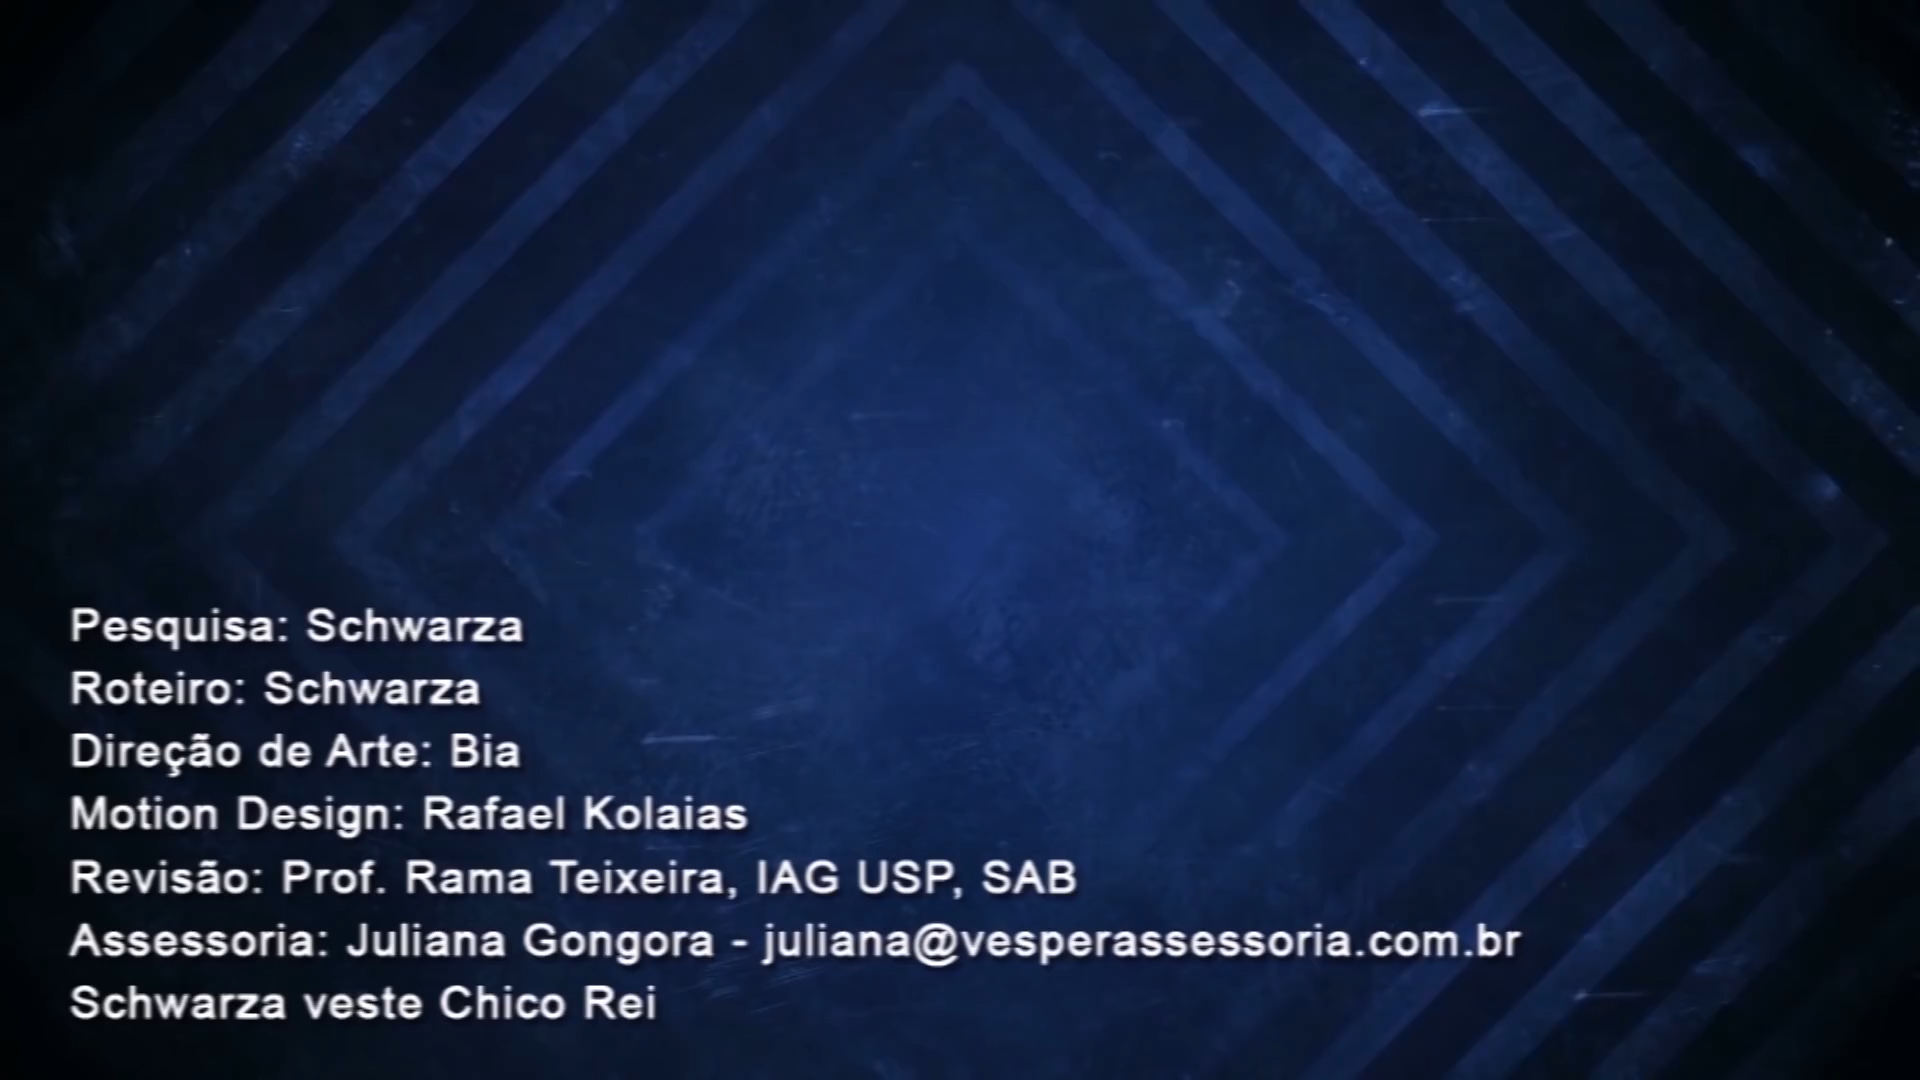 Pesquisa: Schwarza
Roteiro: Schwarza
Direção de Arte: Bia
Motion Design: Rafael Kolaias
Revisão: Prof. Rama Teixeira, IAG USP, SAB
Assessoria: Juliana Gongora - juliana@vesperassessoria.com.br
Schwarza veste Chico Rei